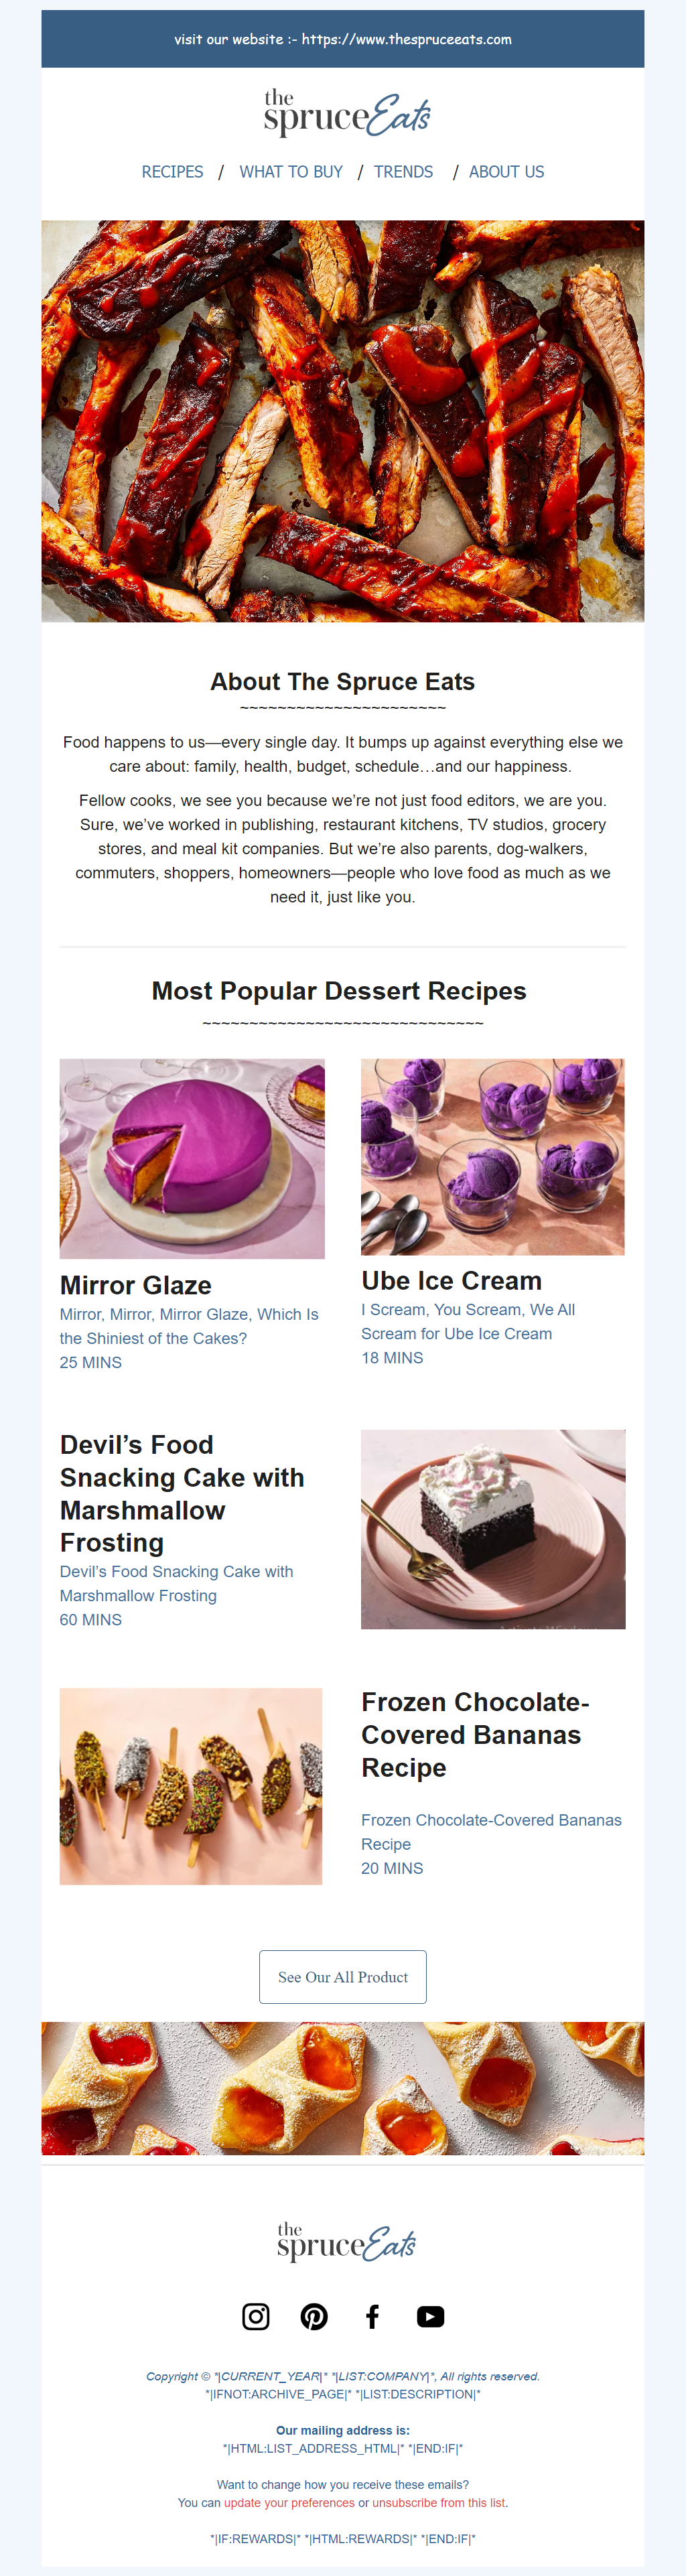 visit our website :- https://www.thespruceeats.com
the
spruceEats
RECIPES / WHAT TO BUY / TRENDS / ABOUT US
About The Spruce Eats
~~~~~~~~~~~~~~~~~~~~~~
Food happens to us—every single day. It bumps up against everything else we
care about: family, health, budget, schedule…and our happiness.
Fellow cooks, we see you because we’re not just food editors, we are you.
Sure, we’ve worked in publishing, restaurant kitchens, TV studios, grocery
stores, and meal kit companies. But we’re also parents, dog-walkers,
commuters, shoppers, homeowners—people who love food as much as we
need it, just like you.
Most Popular Dessert Recipes
~~~~~~~~~~~~~~~~~~~~~~~~~~~~~~
Mirror Glaze
Mirror, Mirror, Mirror Glaze, Which Is
the Shiniest of the Cakes?
25 MINS
Ube Ice Cream
I Scream, You Scream, We All
Scream for Ube Ice Cream
18 MINS
Devil’s Food
Snacking Cake with
Marshmallow
Frosting
Devil’s Food Snacking Cake with
Marshmallow Frosting
60 MINS
Frozen Chocolate-
Covered Bananas
Recipe
Frozen Chocolate-Covered Bananas
Recipe
20 MINS
See Our All Product
the
spruceEats
Copyright © *|CURRENT_YEAR|* *|LIST:COMPANY|*, All rights reserved.
*|IFNOT:ARCHIVE_PAGE|* *|LIST:DESCRIPTION|*
Our mailing address is:
*|HTML:LIST_ADDRESS_HTML|* *|END:IF|*
Want to change how you receive these emails?
You can update your preferences or unsubscribe from this list.
*|IF:REWARDS|* *|HTML:REWARDS|* *|END:IF|*